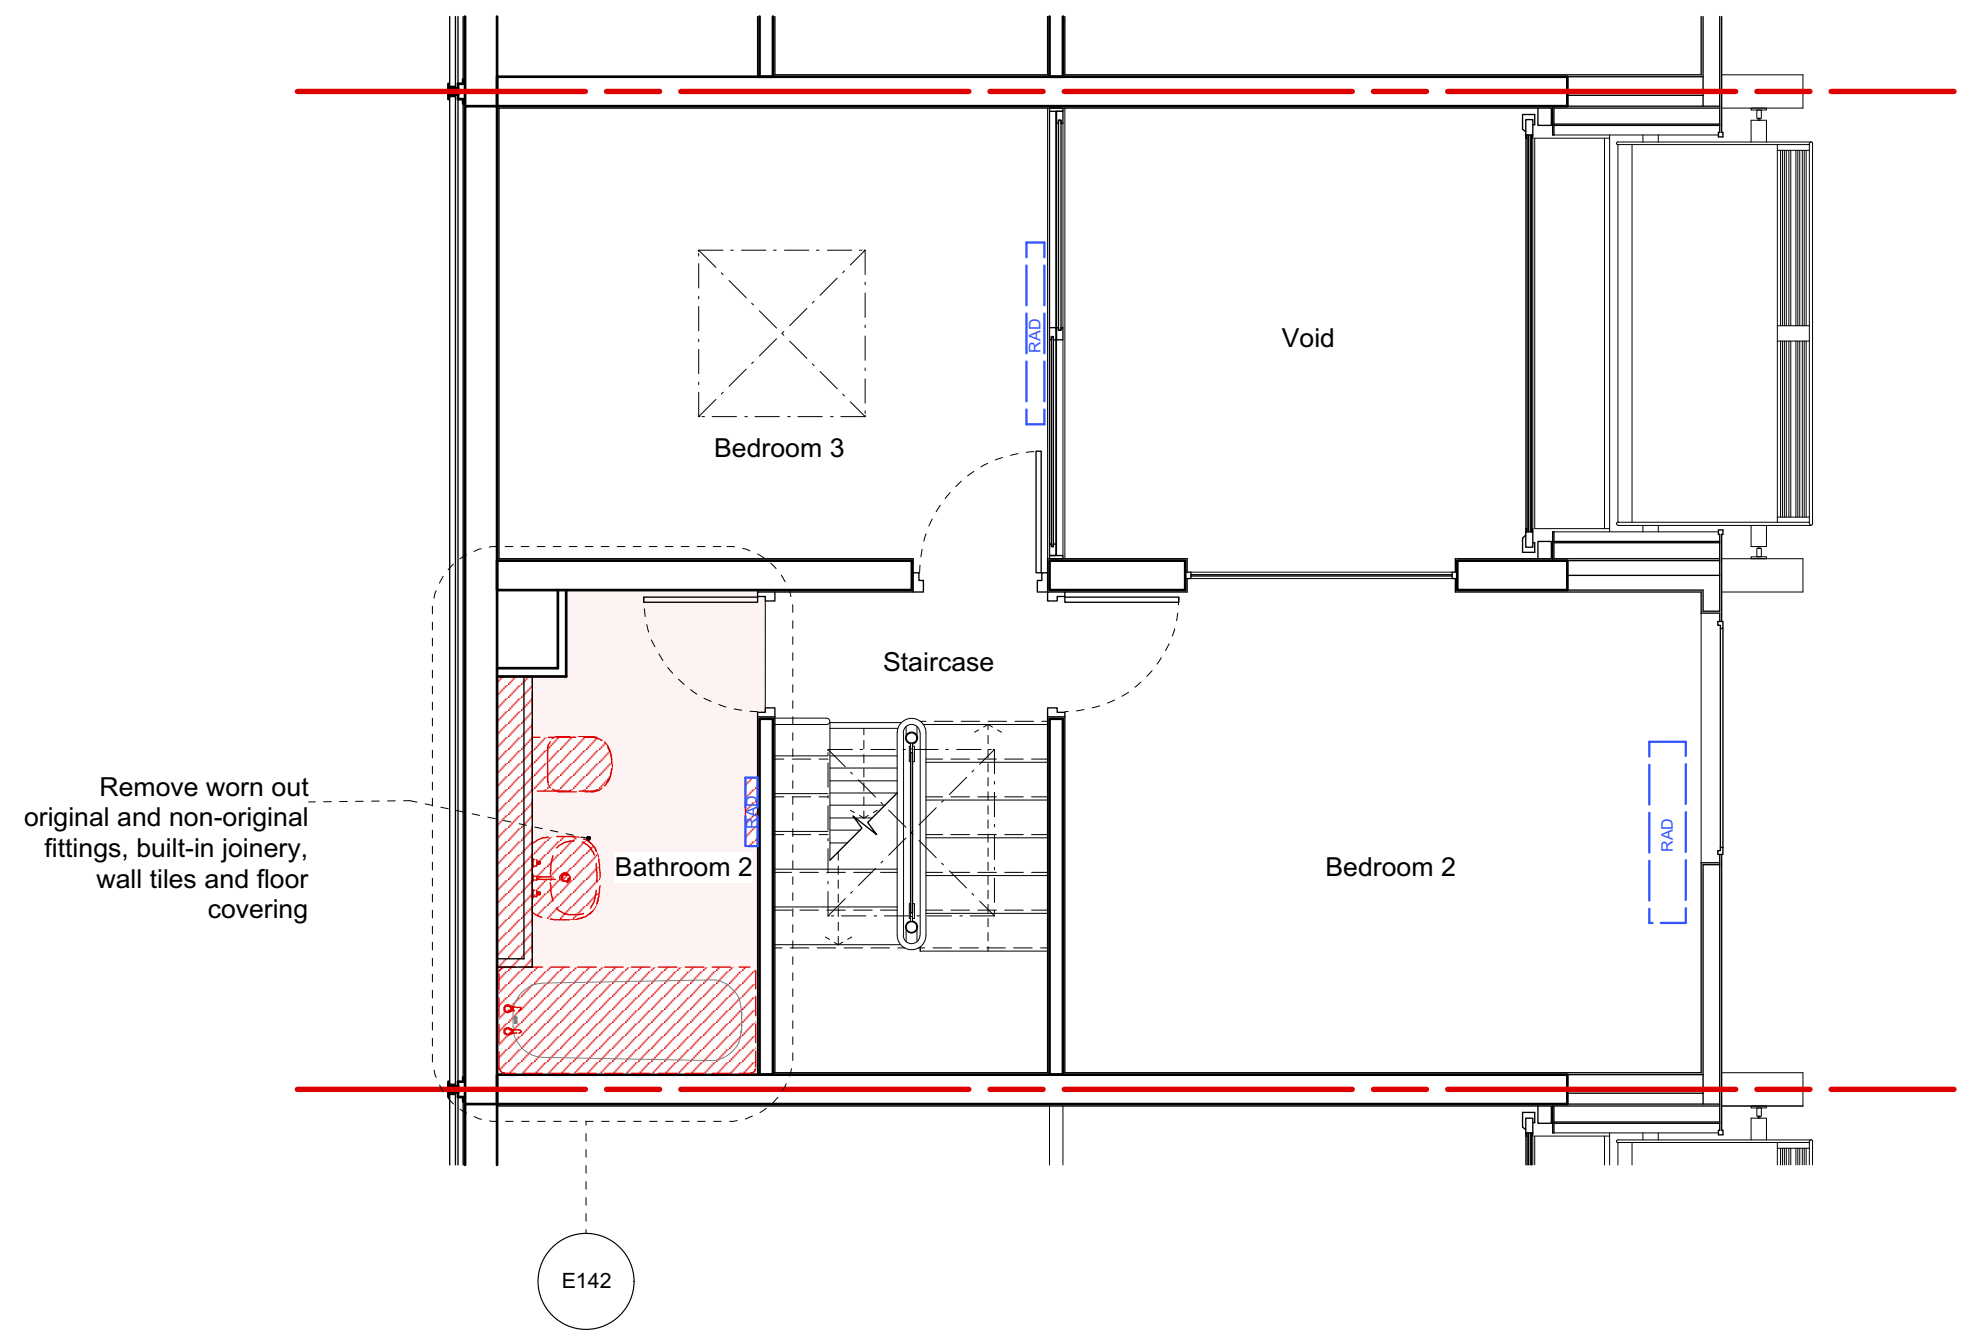 RAD
Void
Bedroom 3
Staircase
Remove worn out
original and non-original
fittings, built-in joinery,
wall tiles and floor
covering
RAD
Bathroom 2
RAD
Bedroom 2
E142